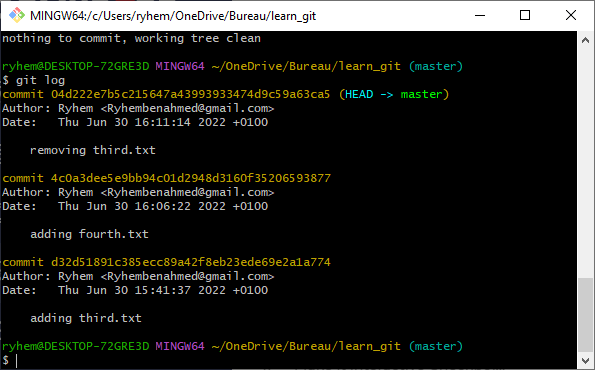 MINGW64:/c/Users/ryhem/OneDrive/Bureau/learn_git
nothing to commit, working tree clean
ryhem@DESKTOP-72GRE3D MINGW64 ~/OneDrive/Bureau/learn_git (master)
$ git log
commit 04d222e7b5c215647a43993933474d9c59a63ca5 (HEAD -> master)
Author: Ryhem <Ryhembenahmed@gmail.com>
Date:   Thu Jun 30 16:11:14 2022 +0100
removing third.txt
commit 4c0a3dee5e9bb94c01d2948d3160f35206593877
Author: Ryhem <Ryhembenahmed@gmail.com>
Date:   Thu Jun 30 16:06:22 2022 +0100
adding fourth.txt
commit d32d51891c385ecc89a42f8eb23ede69e2a1a774
Author: Ryhem <Ryhembenahmed@gmail.com>
Date:   Thu Jun 30 15:41:37 2022 +0100
adding third.txt
ryhem@DESKTOP-72GRE3D MINGW64 ~/OneDrive/Bureau/learn_git (master)
$